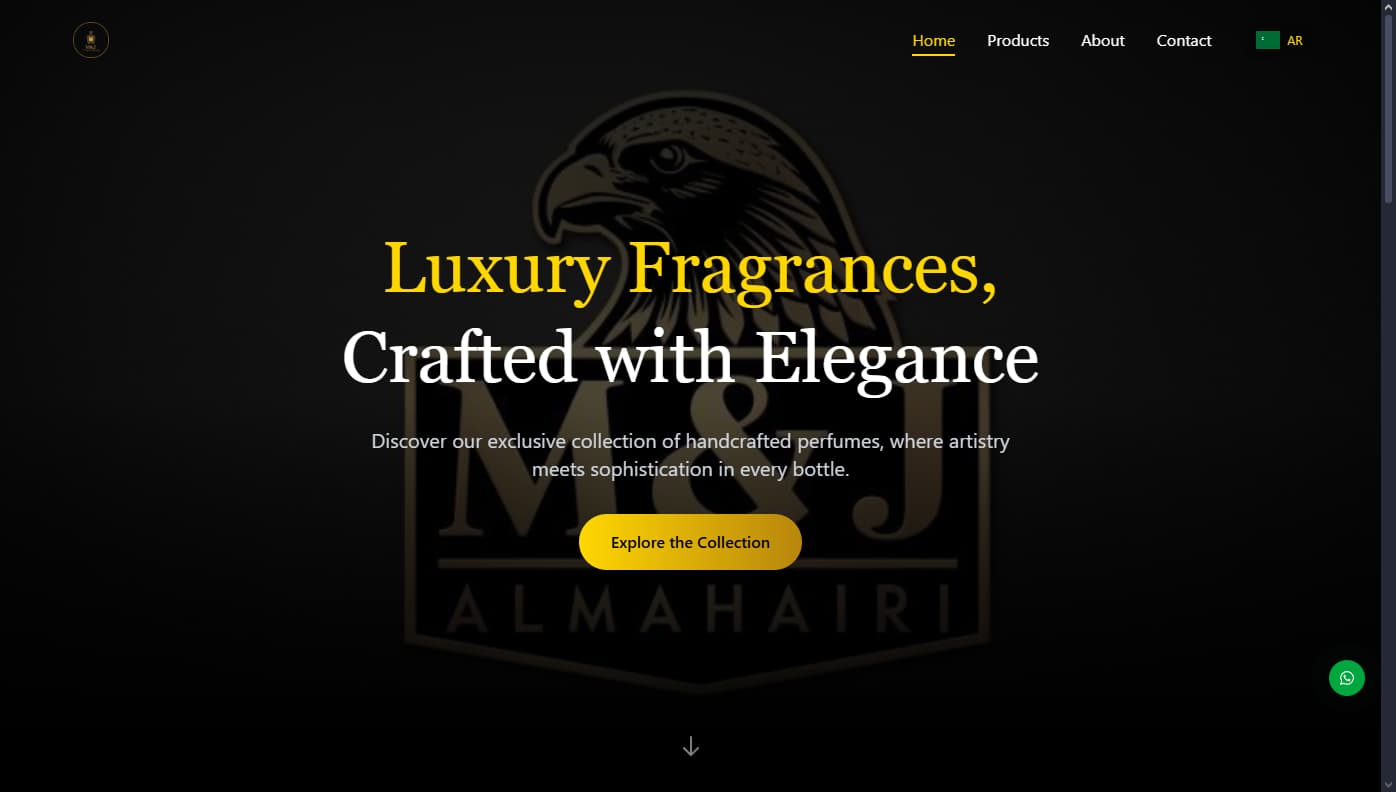 Home
Products
About
Contact
AR
Luxury Fragrances,
Crafted with Elegance
Discover our exclusive collection of handcrafted perfumes, where artistry
meets sophistication in every bottle.
Explore the Collection
M&J
ALMAHAIRI